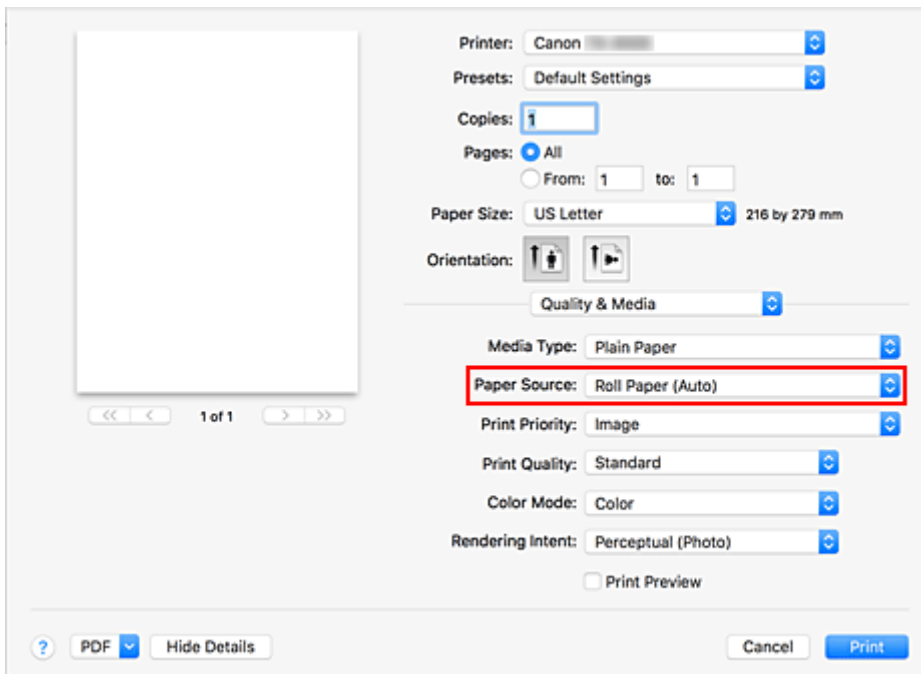 Printer: Canon
Presets: Default Settings
Copies: 1
Pages: All
From: 1 to: 1
Paper Size: US Letter 216 by 279 mm
Orientation:
Quality & Media
Media Type: Plain Paper
Paper Source: Roll Paper (Auto)
<< < 1 of 1 > >>
Print Priority: Image
Print Quality: Standard
Color Mode: Color
Rendering Intent: Perceptual (Photo)
Print Preview
? PDF Hide Details Cancel Print